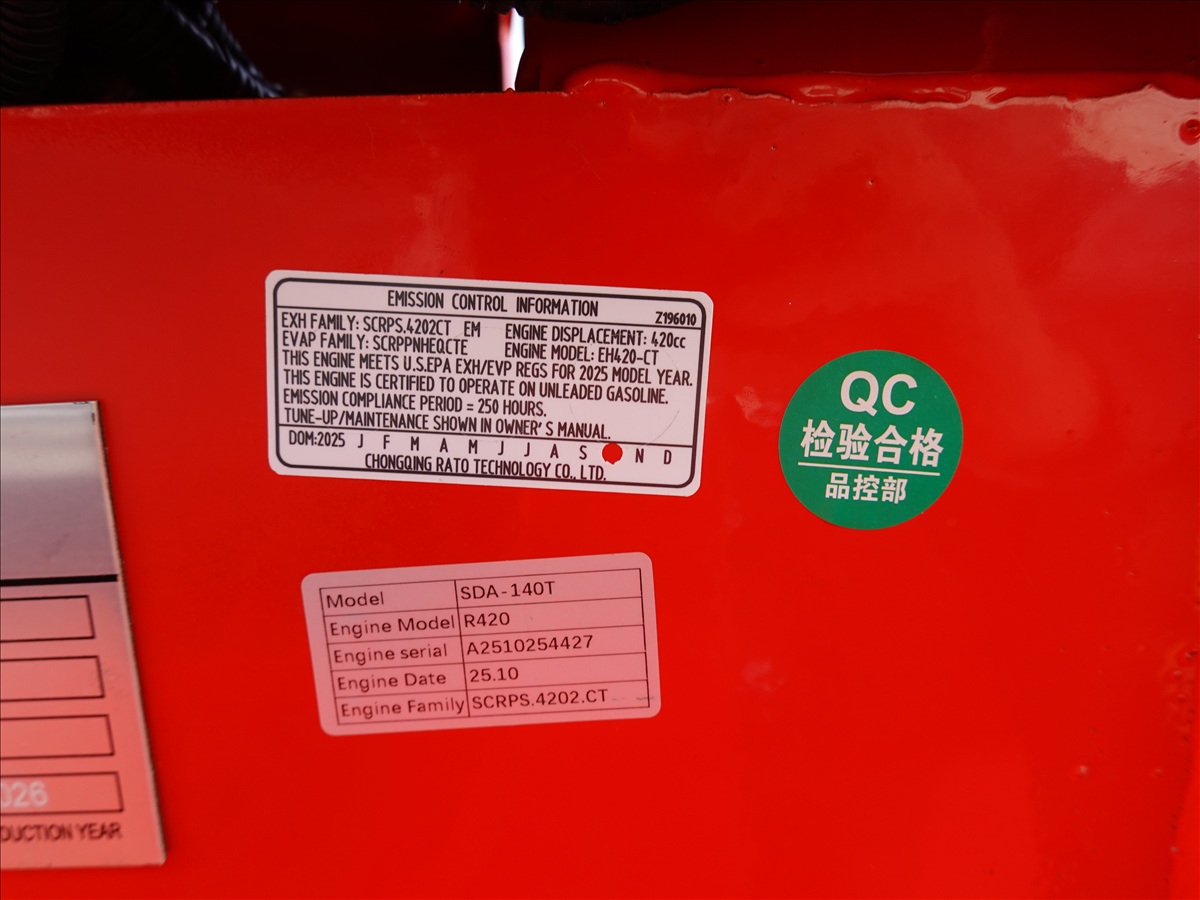 EMISSION CONTROL INFORMATION
Z196010
EXH FAMILY: SCRPS.4202CT EM ENGINE DISPLACEMENT: 420cc
EVAP FAMILY: SCRPPNHEQCTE ENGINE MODEL: EH420-CT
THIS ENGINE MEETS U.S.EPA EXH/EVP REGS FOR 2025 MODEL YEAR.
THIS ENGINE IS CERTIFIED TO OPERATE ON UNLEADED GASOLINE.
EMISSION COMPLIANCE PERIOD = 250 HOURS.
TUNE-UP/MAINTENANCE SHOWN IN OWNER'S MANUAL.
DOM:2025 J F M A M J J A S N D
CHONGQING RATO TECHNOLOGY CO., LTD.
QC
检验合格
品控部
Model SDA-140T
Engine Model R420
Engine serial A2510254427
Engine Date 25.10
Engine Family SCRPS.4202.CT
026
DUCTION YEAR